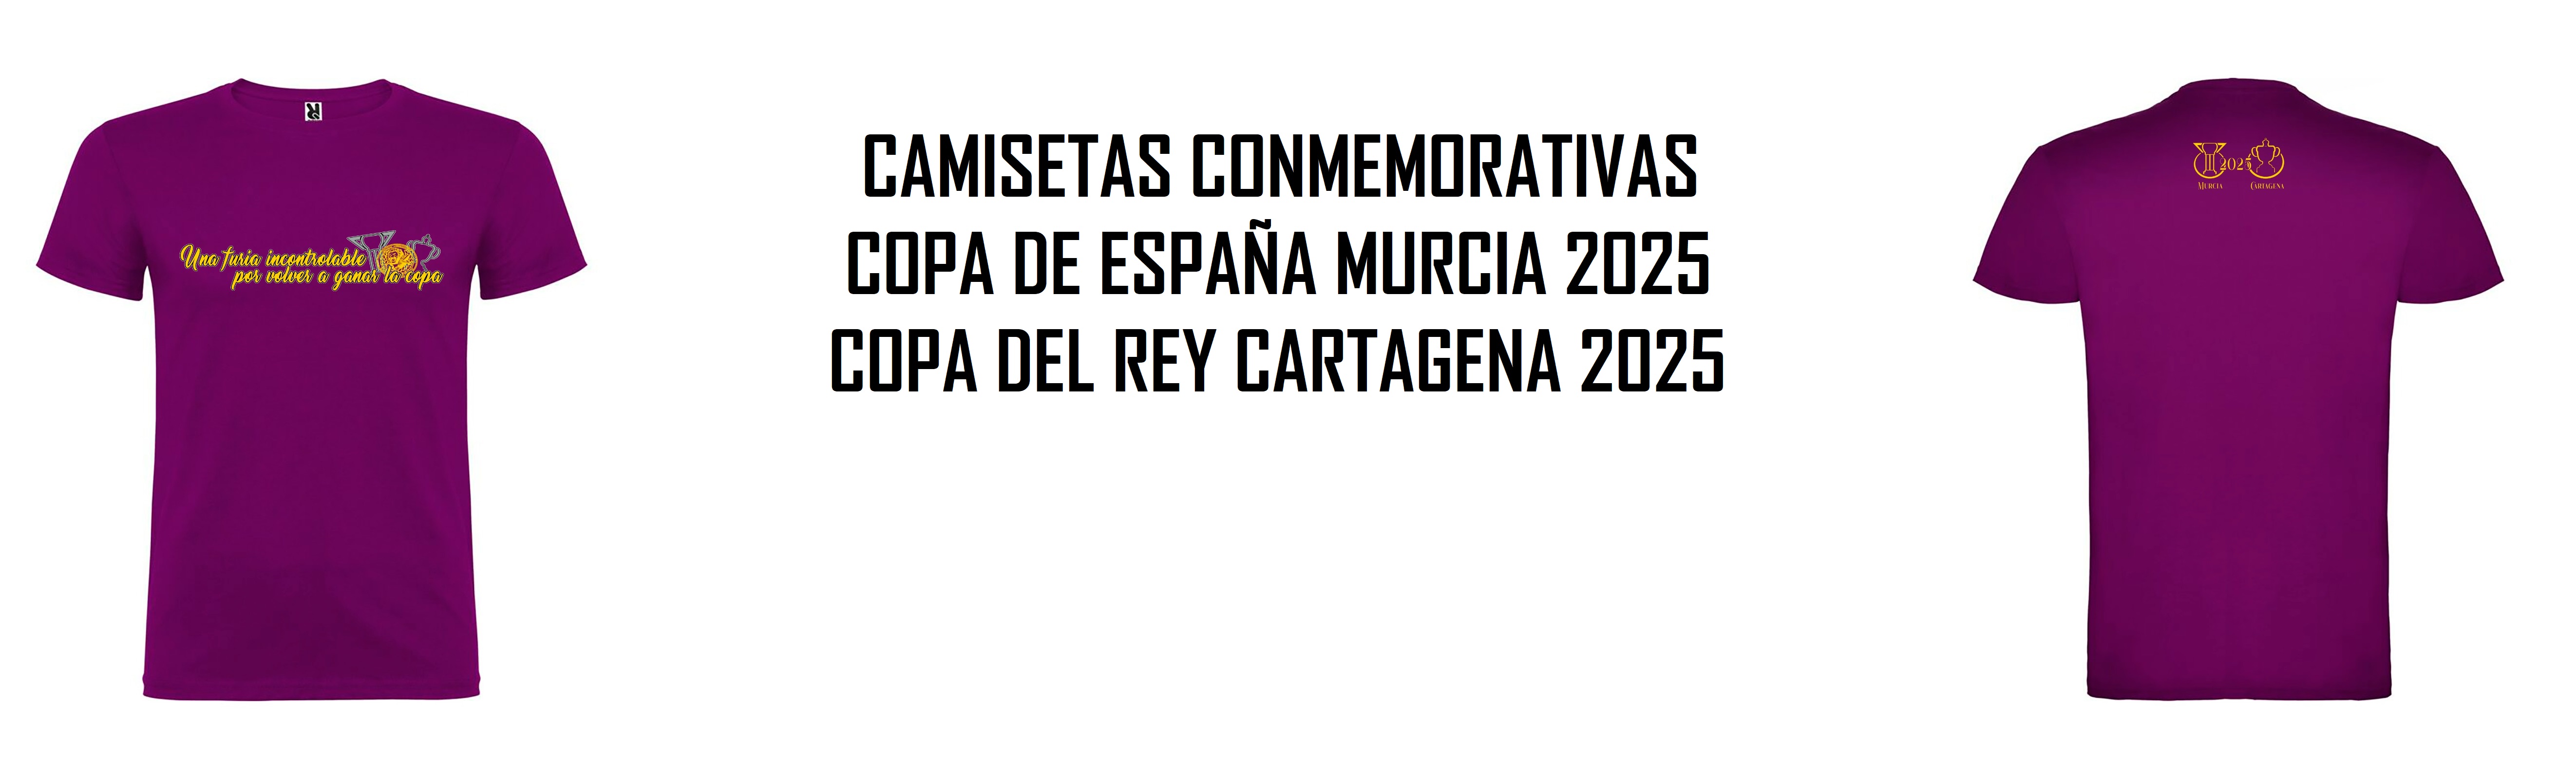 Una furia incontrolable
por volver a ganar la copa
CAMISETAS CONMEMORATIVAS
COPA DE ESPAÑA MURCIA 2025
COPA DEL REY CARTAGENA 2025
2025
Murcia Cartagena